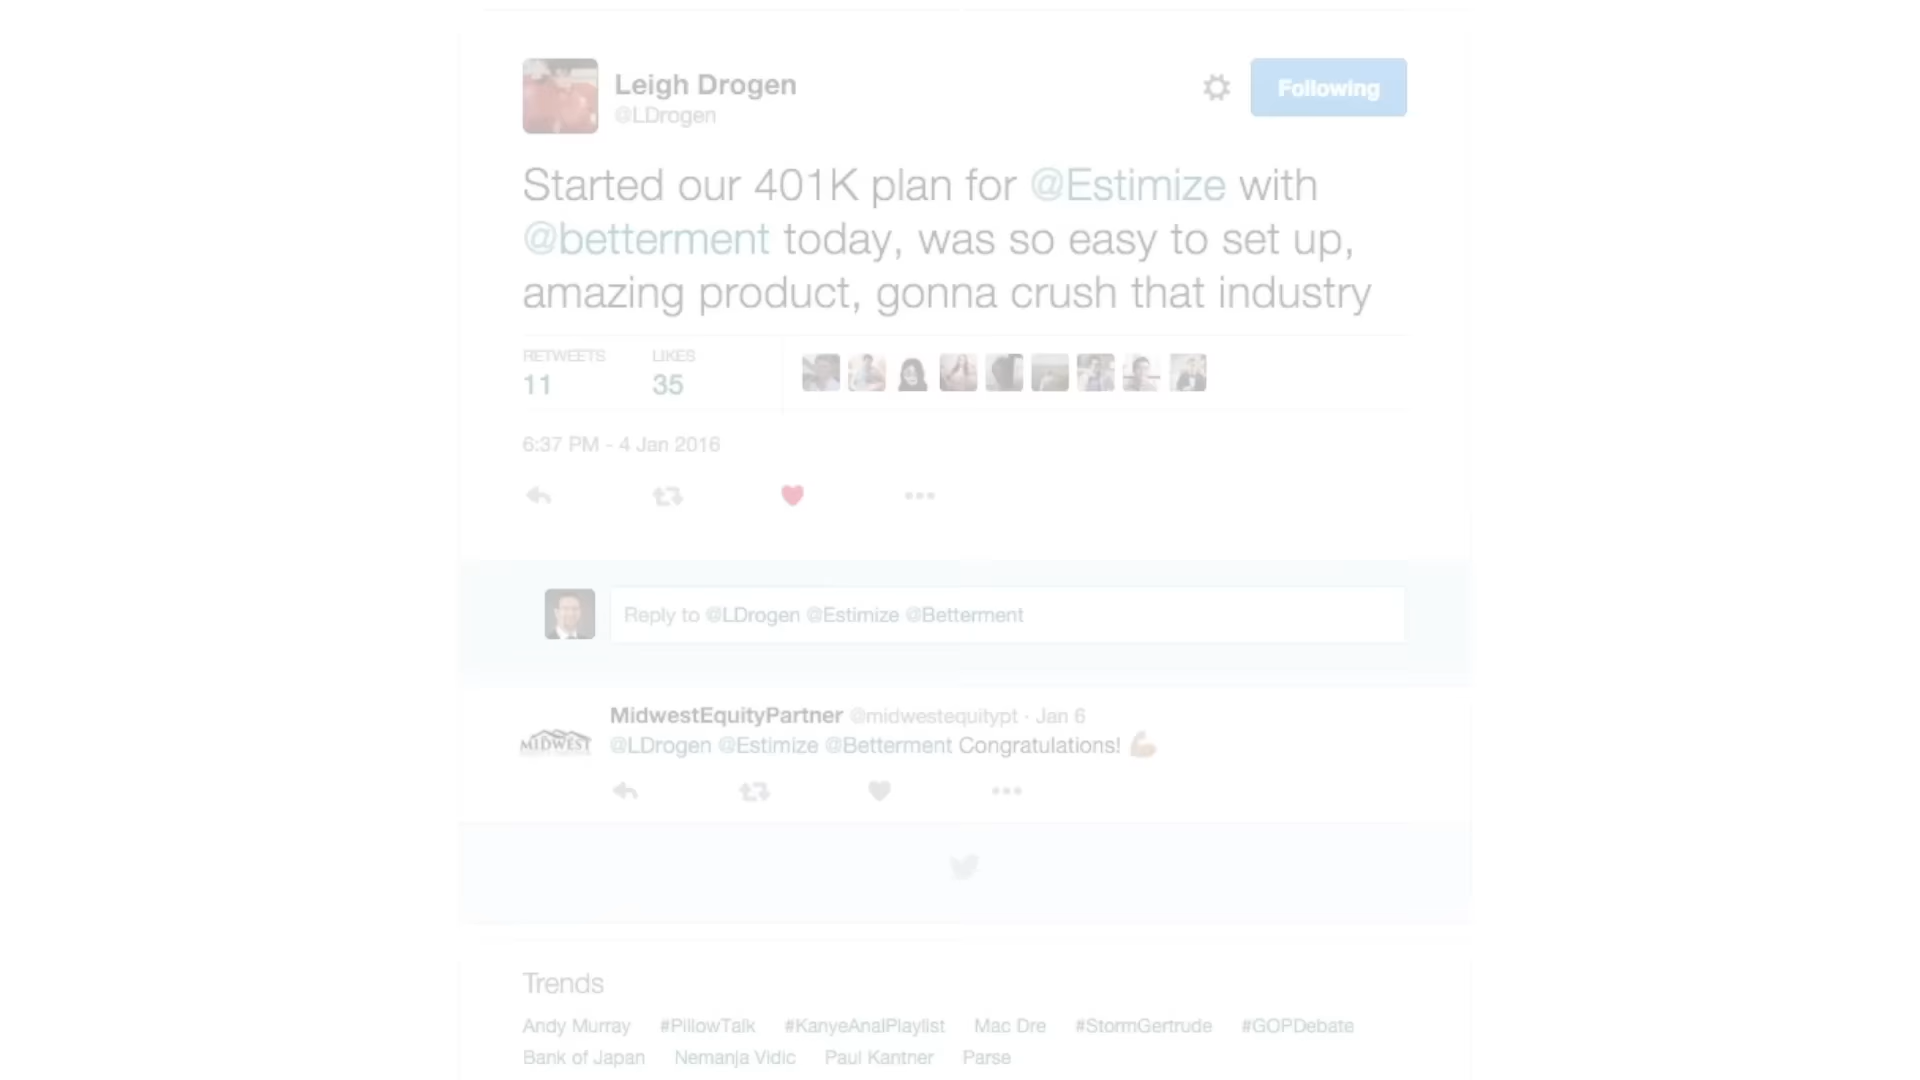 Leigh Drogen
@LDrogen
Following
Started our 401K plan for @Estimize with
@betterment today, was so easy to set up,
amazing product, gonna crush that industry
RETWEETS LIKES
11 35
6:37 PM - 4 Jan 2016
Reply to @LDrogen @Estimize @Betterment
MidwestEquityPartner @midwestequitypt · Jan 6
MIDWEST
@LDrogen @Estimize @Betterment Congratulations! 💪
Trends
Andy Murray #PillowTalk #KanyeAnalPlaylist Mac Dre #StormGertrude #GOPDebate
Bank of Japan Nemanja Vidic Paul Kantner Parse